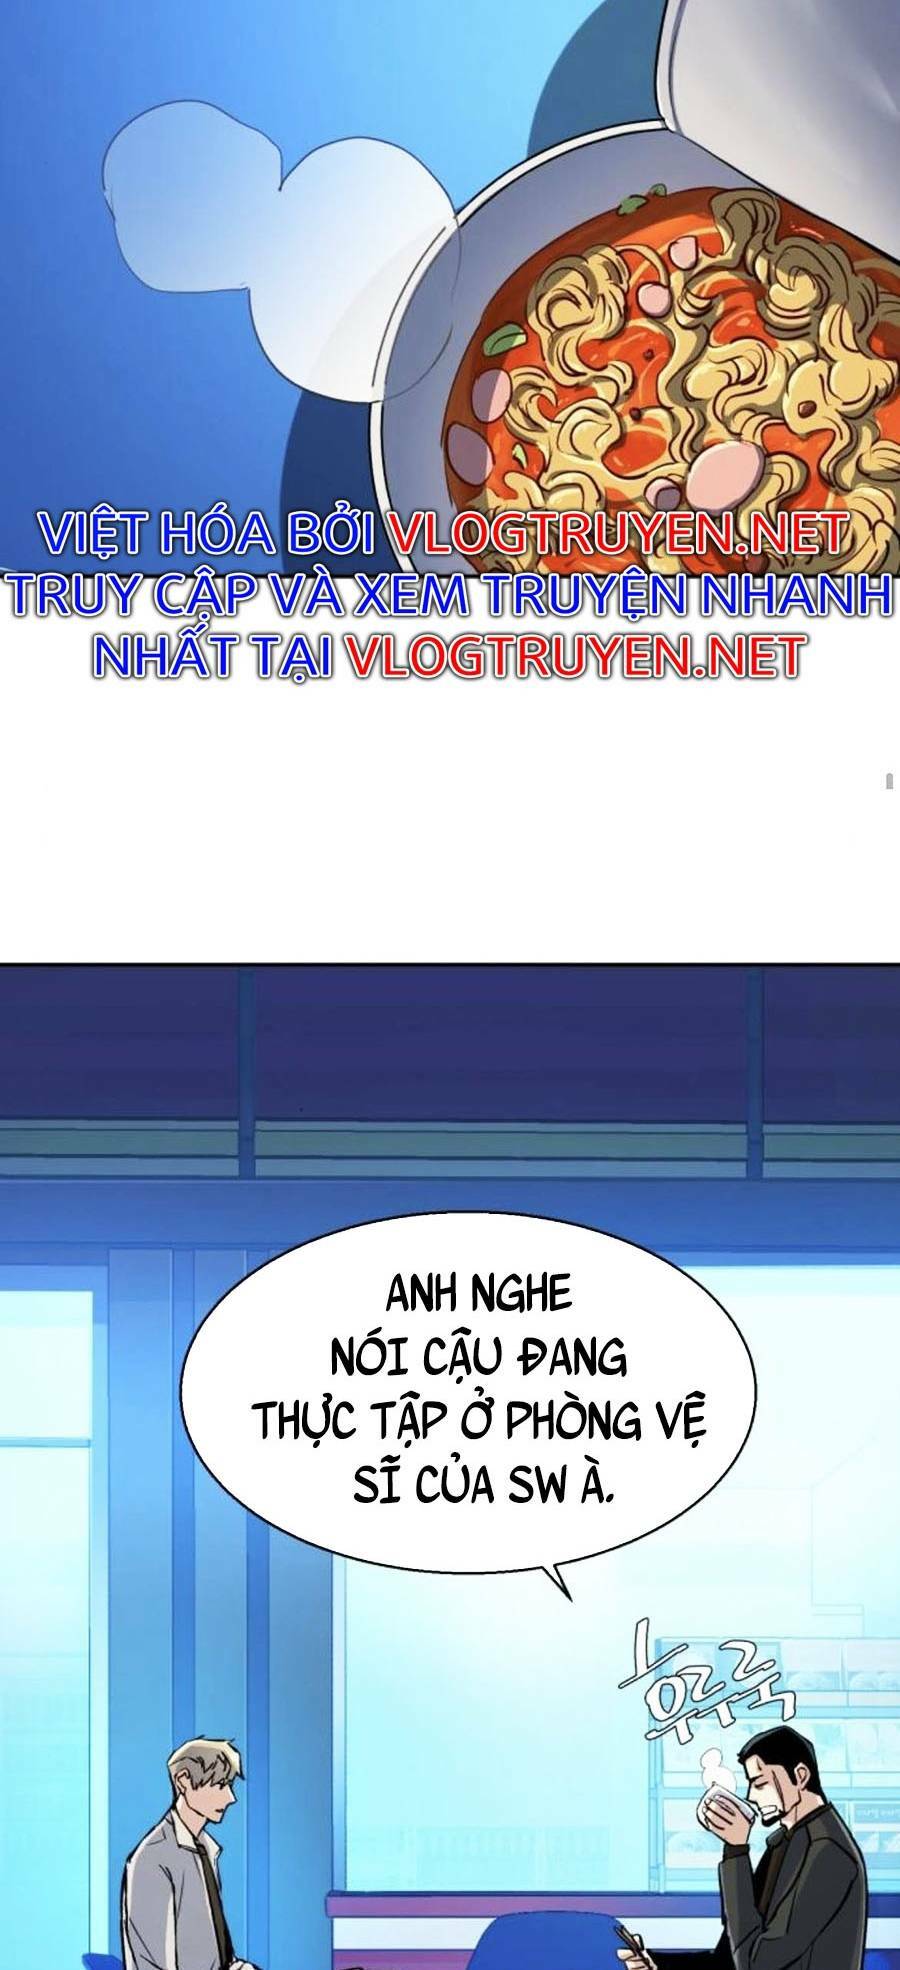 VIỆT HÓA BỞI VLOGTRUYEN.NET
TRUY CẬP VÀ XEM TRUYỆN NHANH
NHẤT TẠI VLOGTRUYEN.NET
ANH NGHE
NÓI CẬU ĐANG
THỰC TẬP Ở PHÒNG VỆ
SĨ CỦA SW À.
후루룩